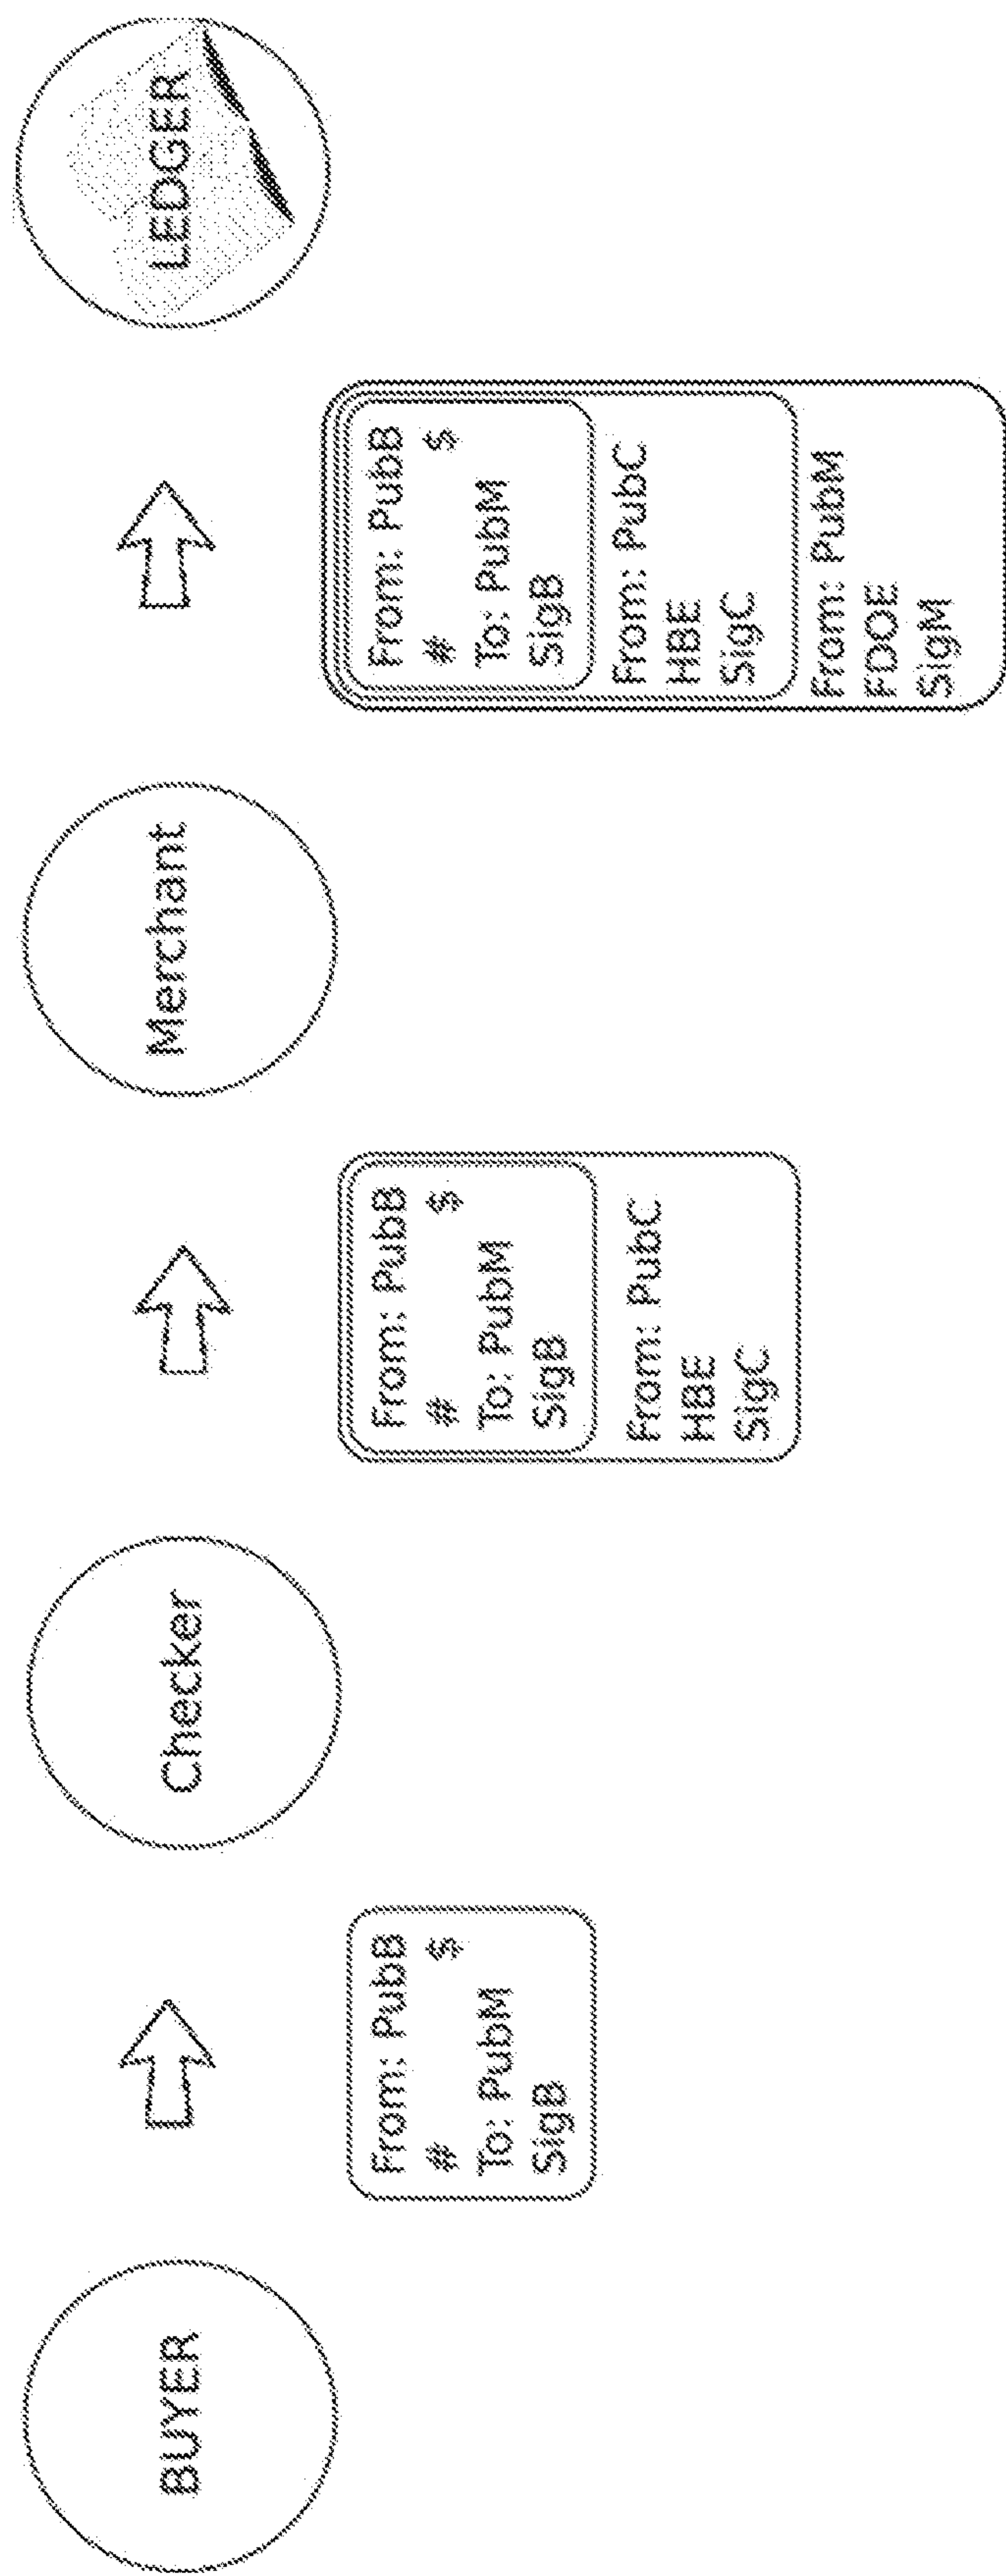 BUYER
From: PubB
# $
To: PubM
SigB
Checker
From: PubB
# $
To: PubM
SigB
From: PubC
HBE
SigC
Merchant
From: PubB
# $
To: PubM
SigB
From: PubC
HBE
SigC
From: PubM
FDOE
SigM
LEDGER